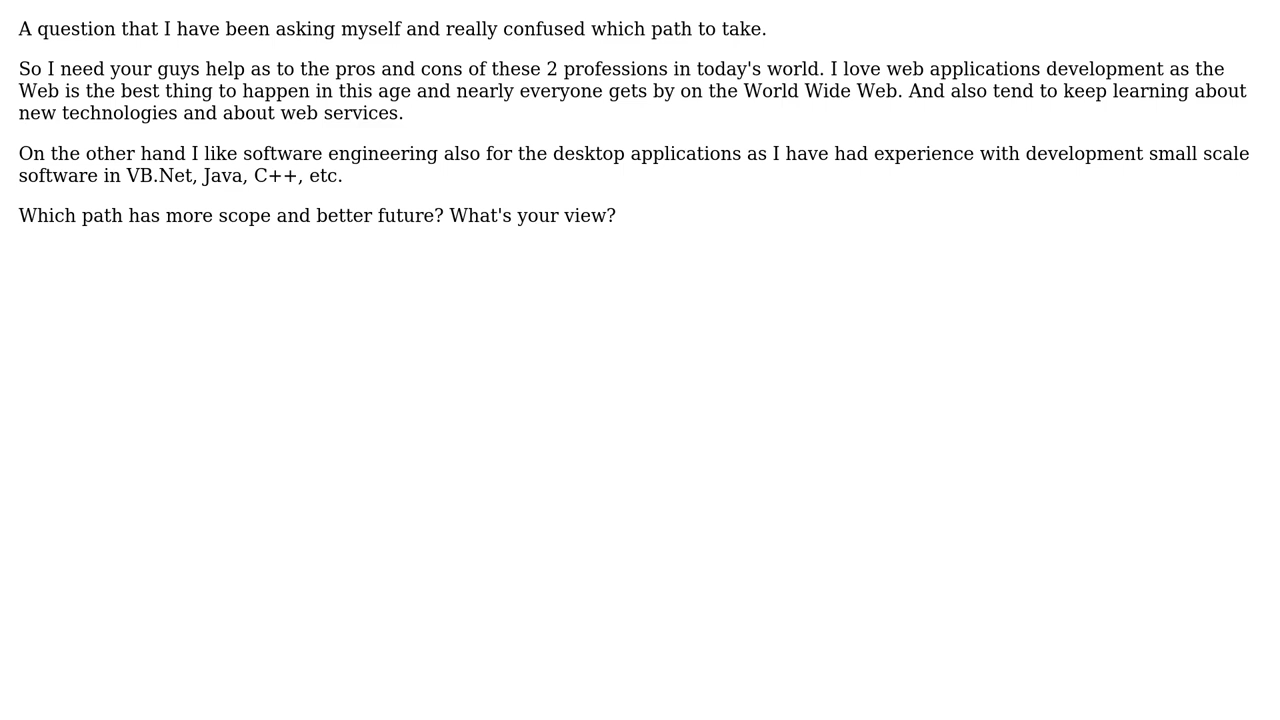 A question that I have been asking myself and really confused which path to take.
So I need your guys help as to the pros and cons of these 2 professions in today's world. I love web applications development as the
Web is the best thing to happen in this age and nearly everyone gets by on the World Wide Web. And also tend to keep learning about
new technologies and about web services.
On the other hand I like software engineering also for the desktop applications as I have had experience with development small scale
software in VB.Net, Java, C++, etc.
Which path has more scope and better future? What's your view?